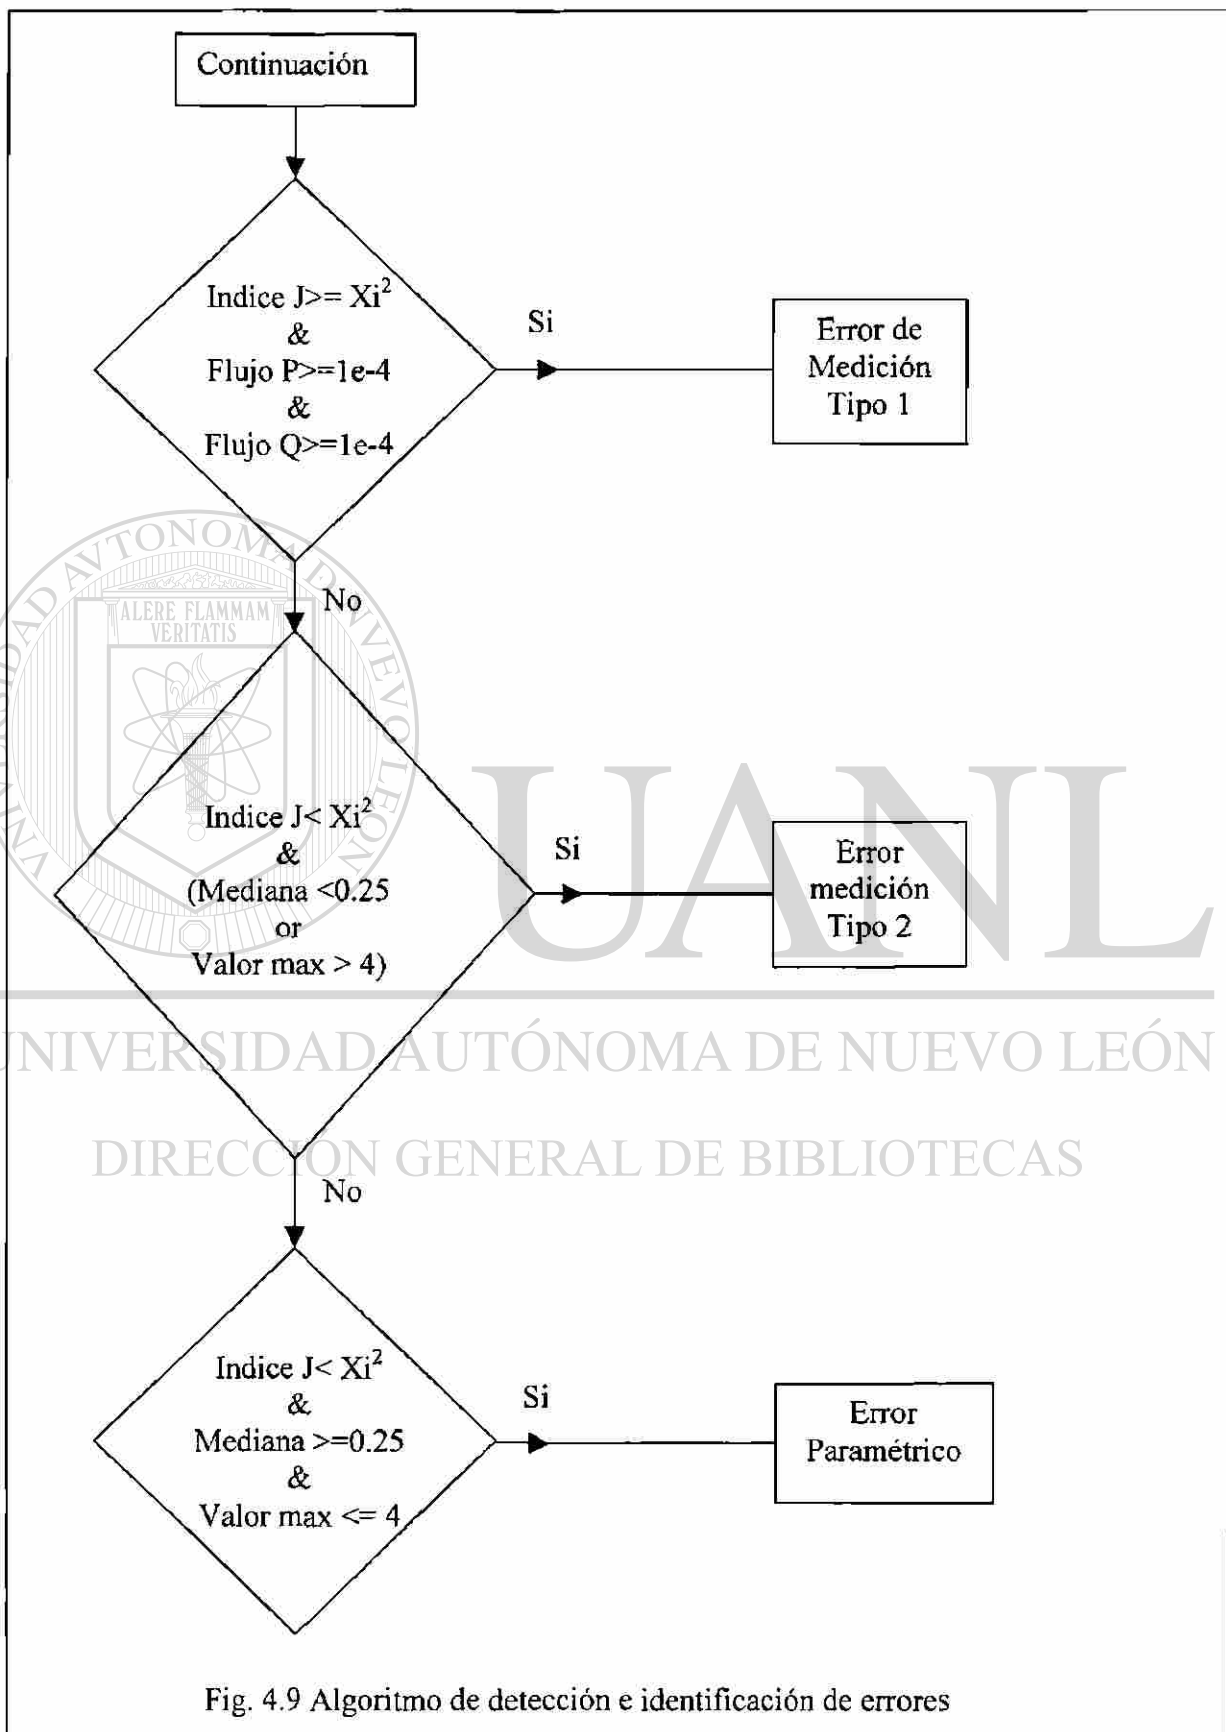 Continuación
Indice J>= Xi²
&
Flujo P>=1e-4
&
Flujo Q>=1e-4
Si
Error de
Medición
Tipo 1
No
ALERE FLAMMAM
VERITATIS
Indice J< Xi²
&
(Mediana <0.25
or
Valor max > 4)
Si
Error
medición
Tipo 2
UANL
UNIVERSIDAD AUTÓNOMA DE NUEVO LEÓN
DIRECCIÓN GENERAL DE BIBLIOTECAS
No
Indice J< Xi²
&
Mediana >=0.25
&
Valor max <= 4
Si
Error
Paramétrico
Fig. 4.9 Algoritmo de detección e identificación de errores